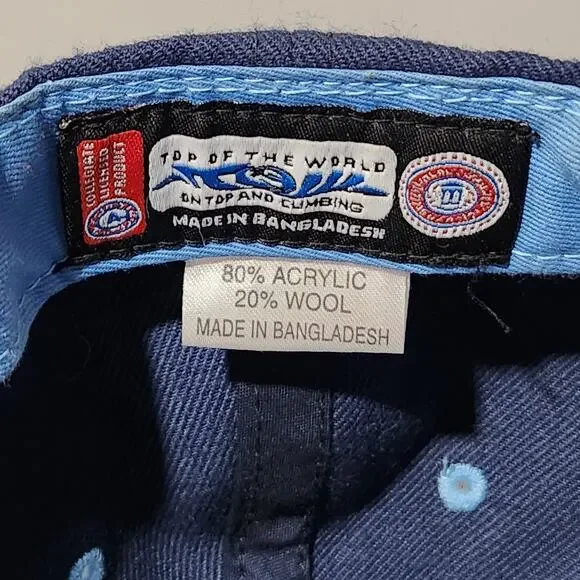 COLLEGIATE
LICENSED
PRODUCT
TOP OF THE WORLD
ON TOP AND CLIMBING
MADE IN BANGLADESH
80% ACRYLIC
20% WOOL
MADE IN BANGLADESH